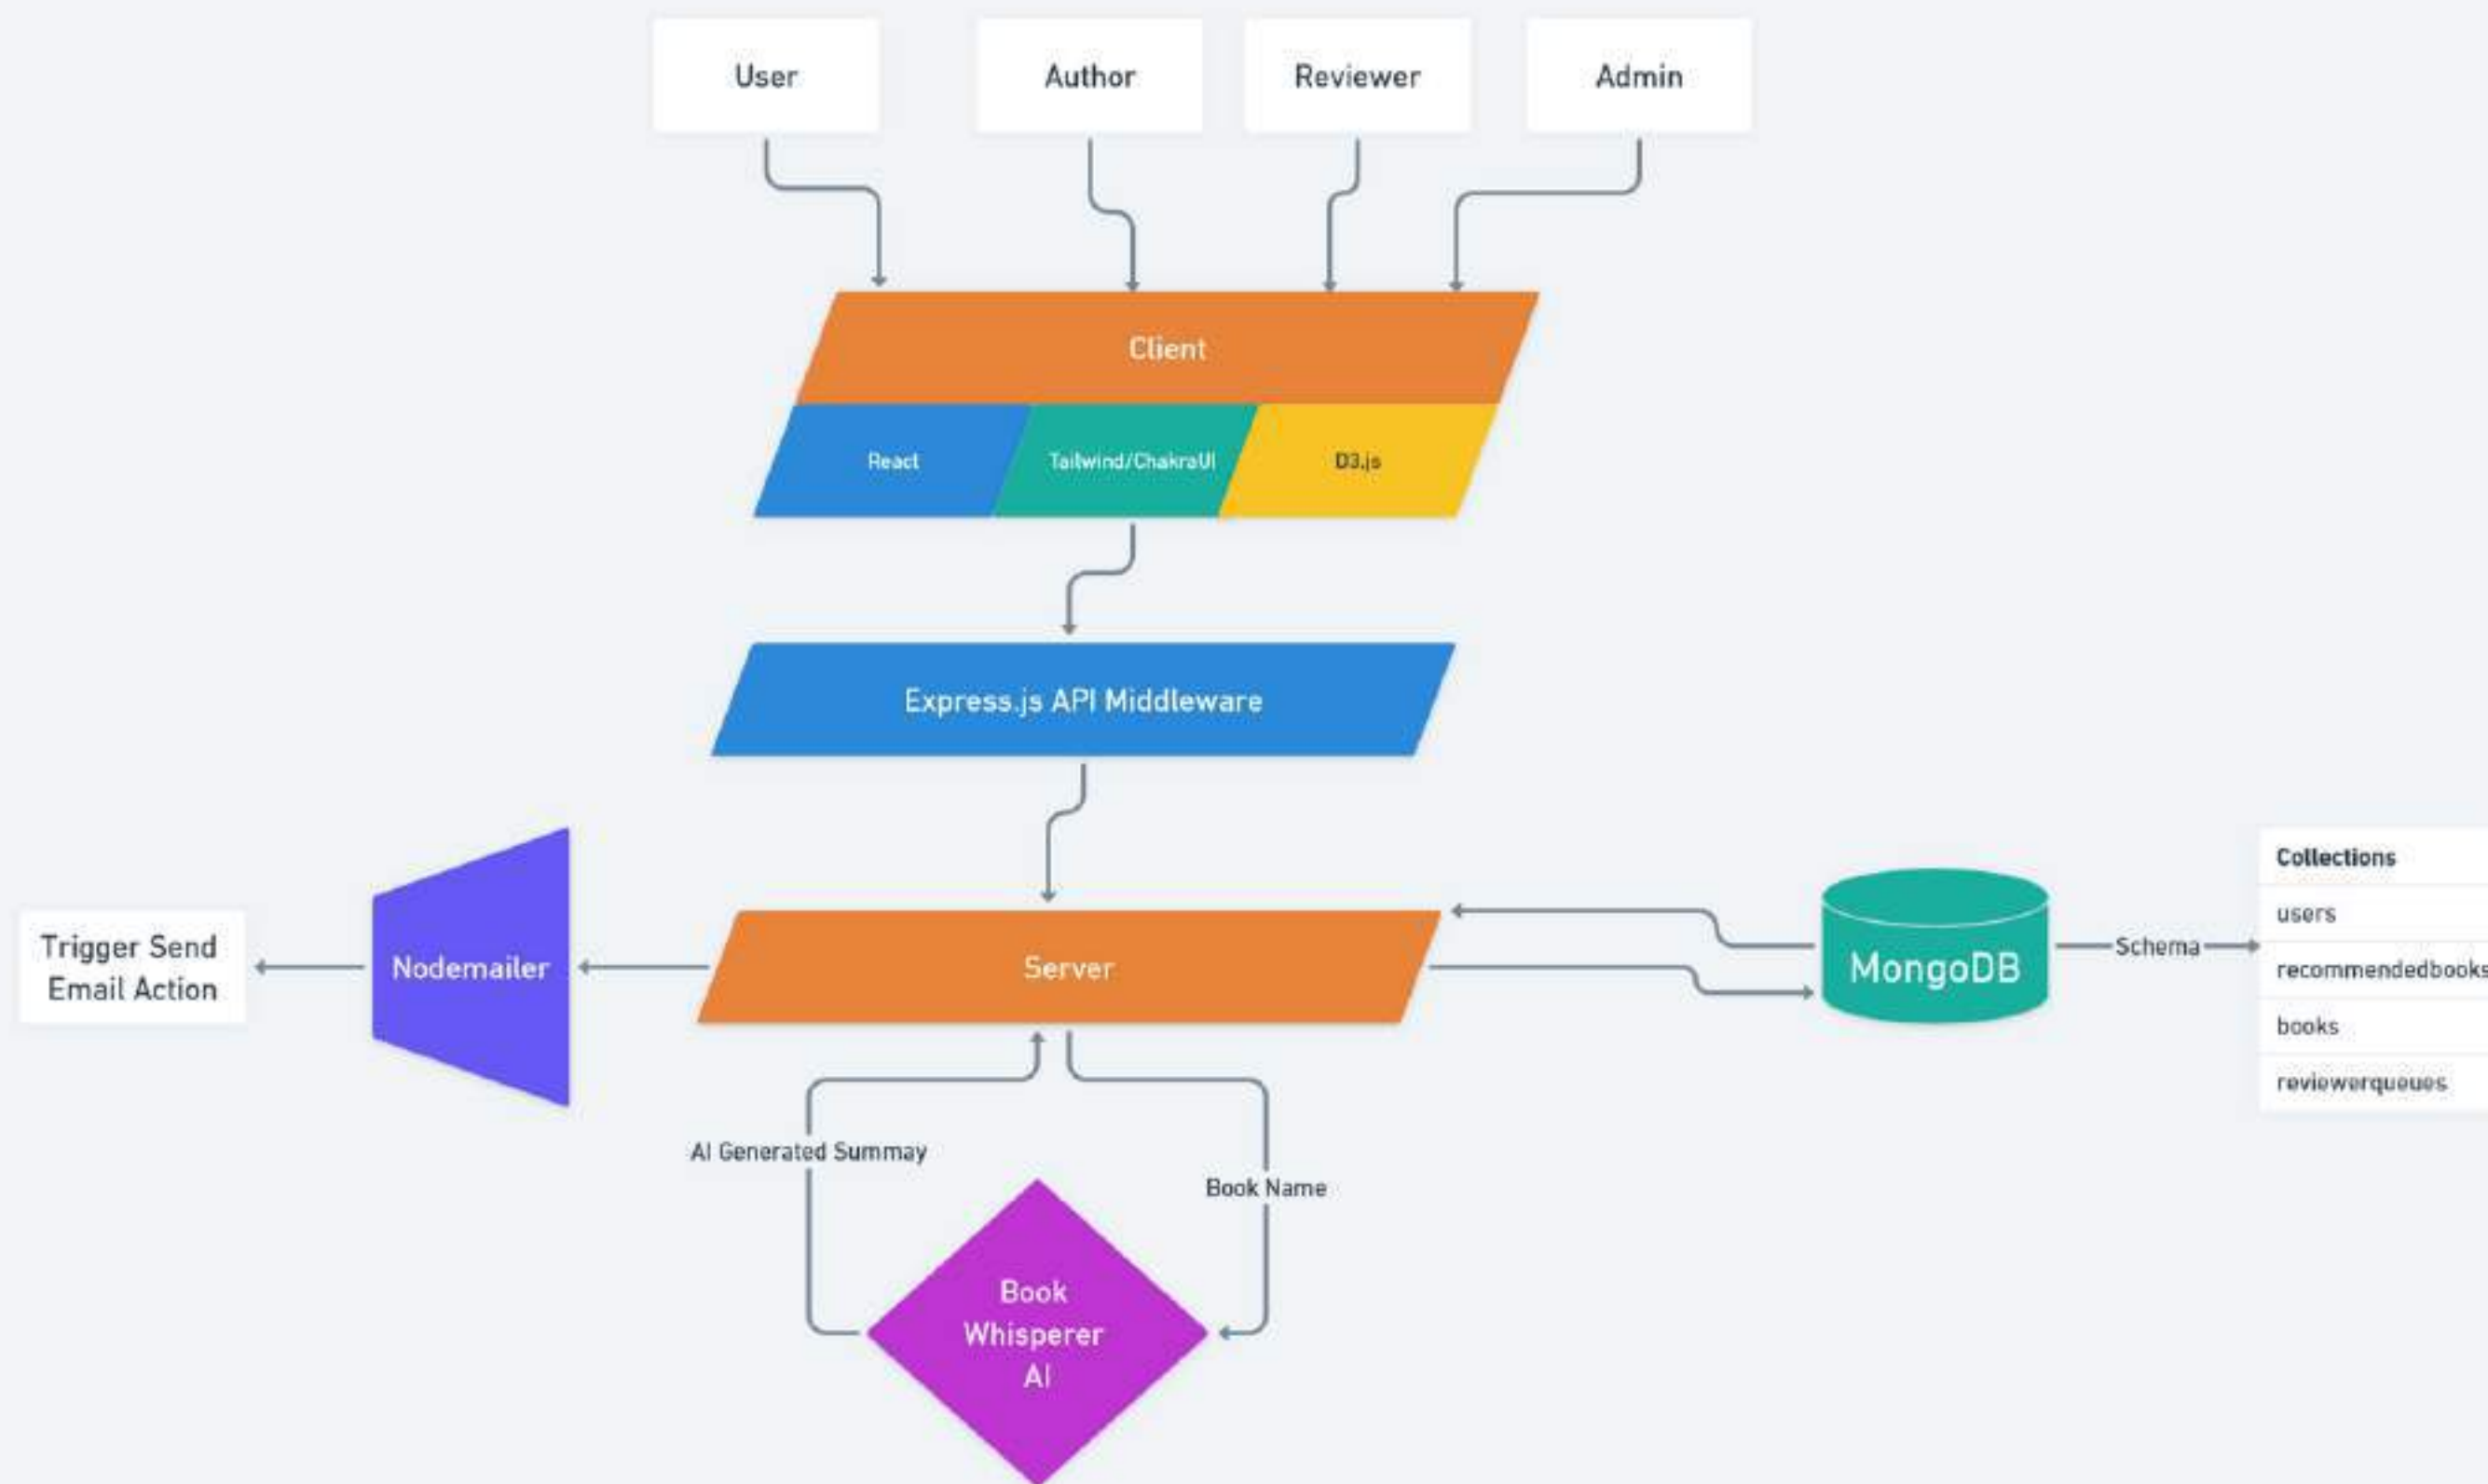 User
Author
Reviewer
Admin
Client
React
Tailwind/ChakraUI
D3.js
Express.js API Middleware
Trigger Send
Email Action
Nodemailer
Server
MongoDB
Schema
Collections
users
recommendedbooks
books
reviewerqueues
AI Generated Summay
Book Name
Book
Whisperer
AI